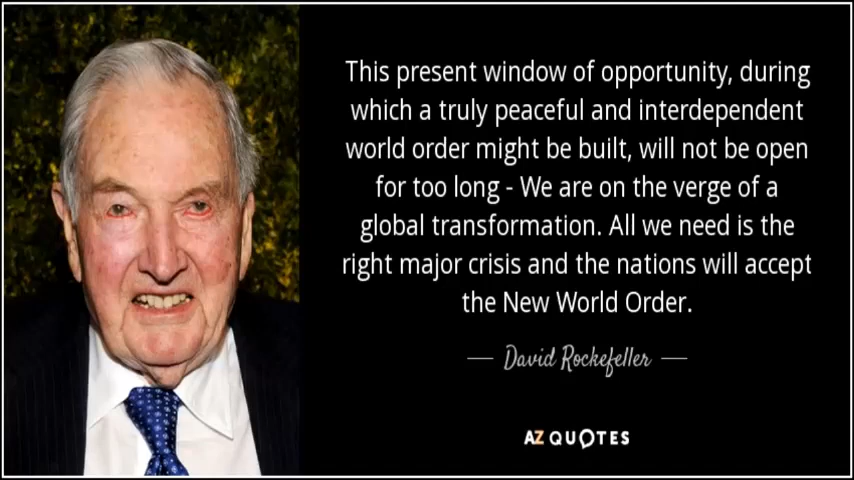 This present window of opportunity, during
which a truly peaceful and interdependent
world order might be built, will not be open
for too long - We are on the verge of a
global transformation. All we need is the
right major crisis and the nations will accept
the New World Order.
David Rockefeller
AZ QUOTES